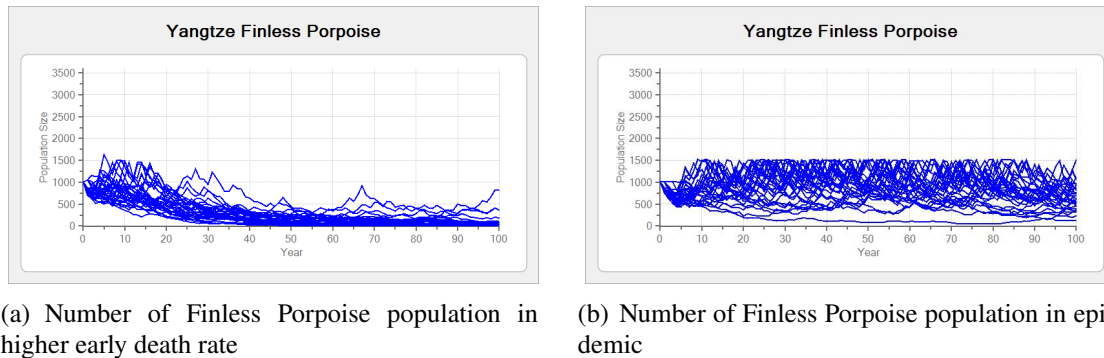 Yangtze Finless Porpoise
3500
3000
2500
2000
1500
1000
500
0
Population Size
0 10 20 30 40 50 60 70 80 90 100
Year
(a) Number of Finless Porpoise population in
higher early death rate
Yangtze Finless Porpoise
3500
3000
2500
2000
1500
1000
500
0
Population Size
0 10 20 30 40 50 60 70 80 90 100
Year
(b) Number of Finless Porpoise population in epi
demic